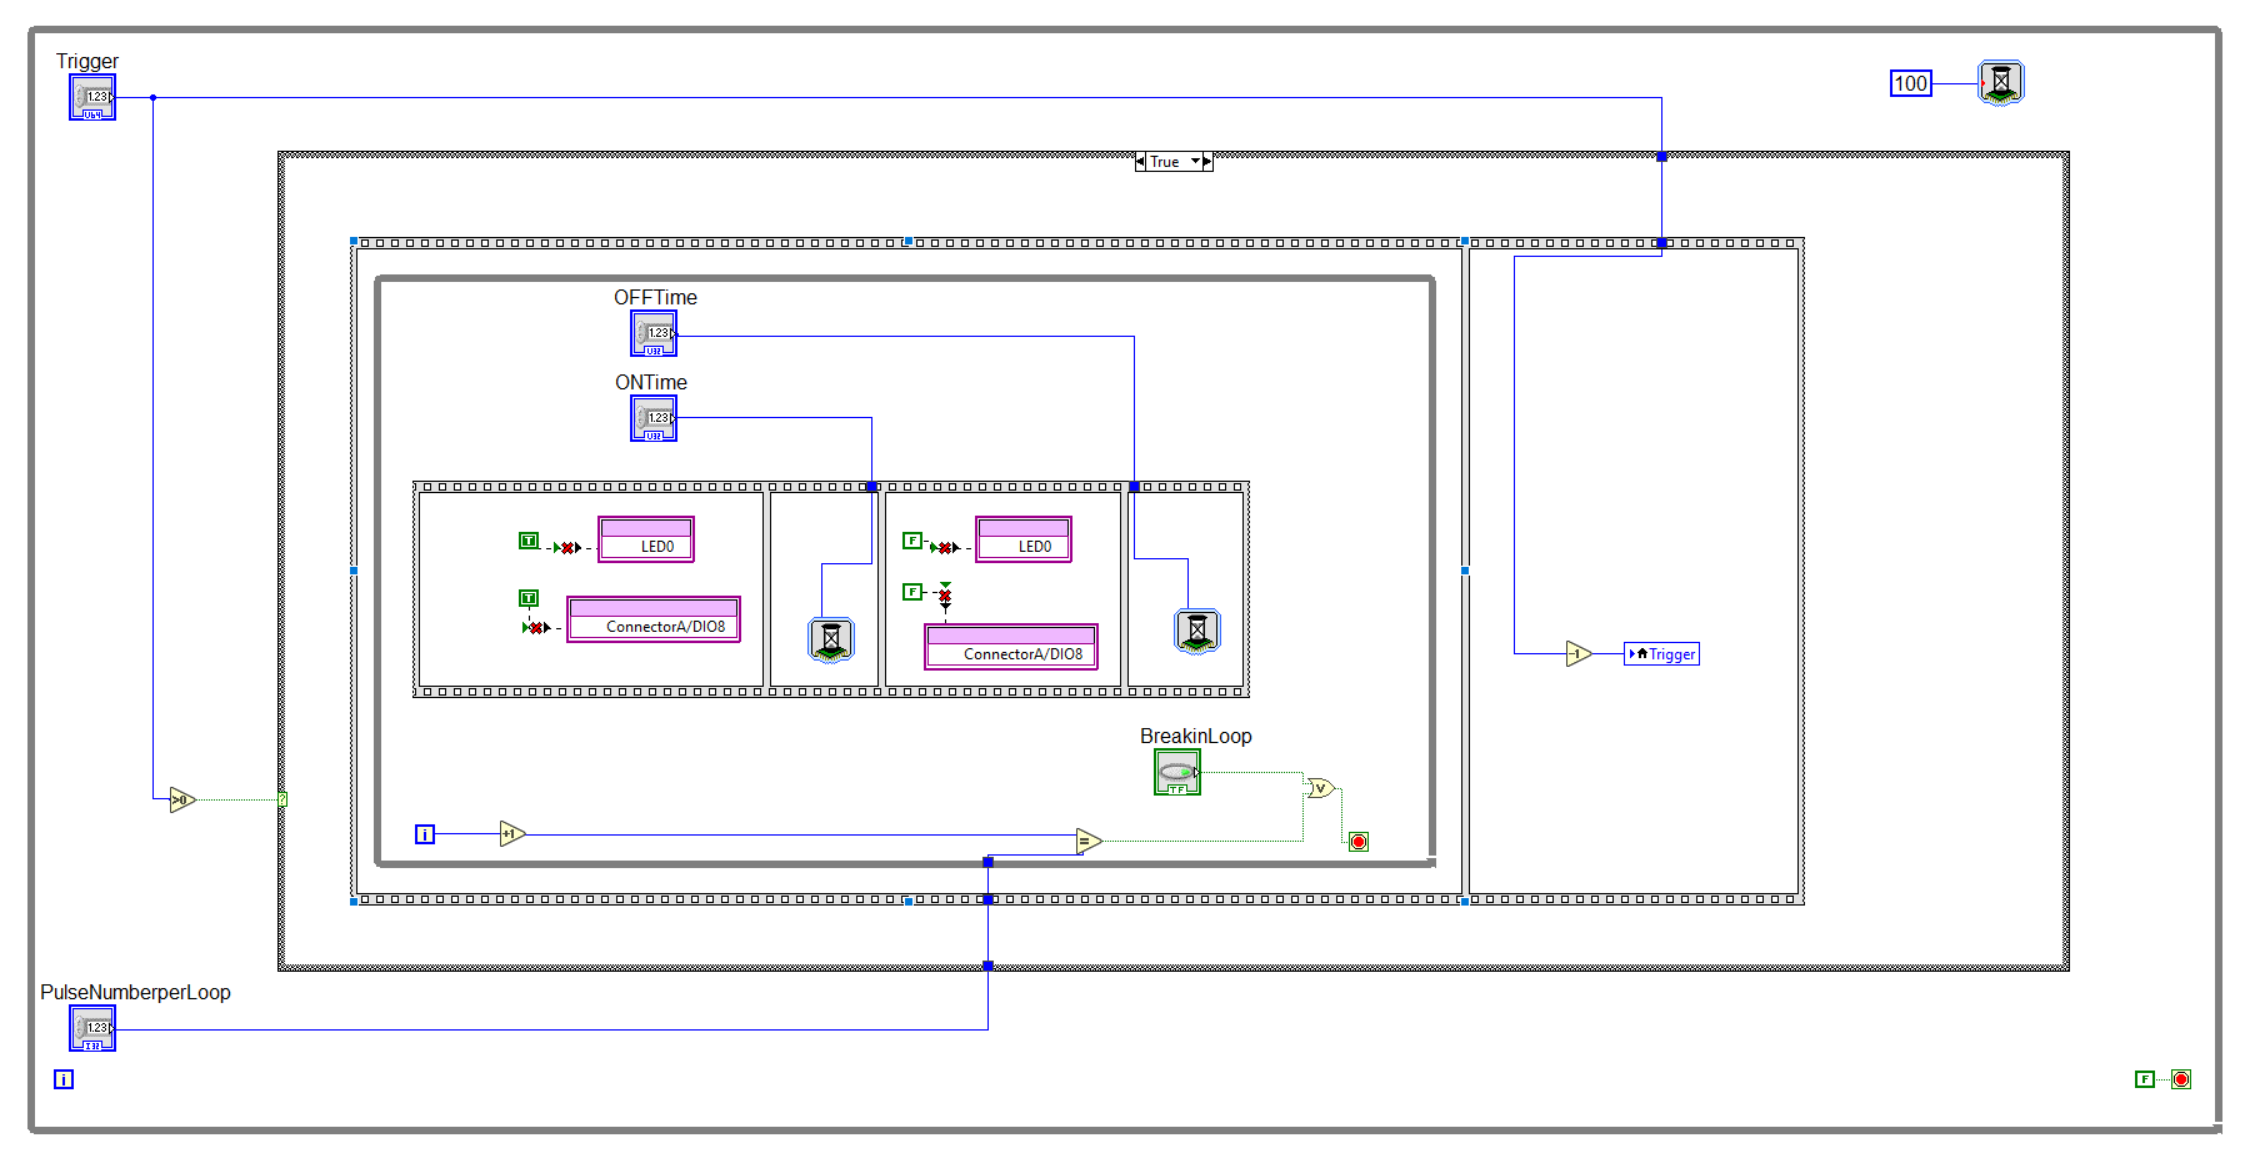 Trigger
1.23
U64
100
True
OFFTime
1.23
U32
ONTime
1.23
U32
T
LED0
F
LED0
T
ConnectorA/DIO8
F
ConnectorA/DIO8
-1
Trigger
BreakinLoop
TF
V
>0
?
i
+1
=
PulseNumberperLoop
1.23
I32
i
F